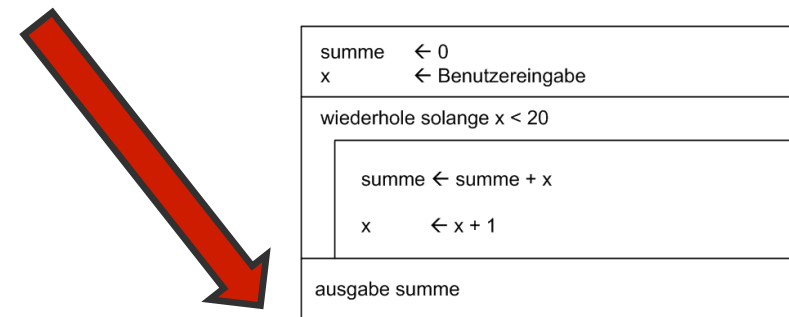 summe ← 0
x ← Benutzereingabe
wiederhole solange x < 20
summe ← summe + x
x ← x + 1
ausgabe summe